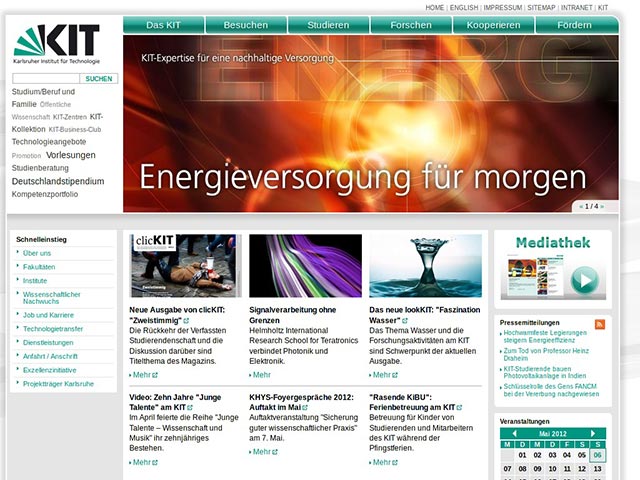 HOME | ENGLISH | IMPRESSUM | SITEMAP | INTRANET | KIT
KIT
Karlsruher Institut für Technologie
Das KIT
Besuchen
Studieren
Forschen
Kooperieren
Fördern
SUCHEN
Studium/Beruf und
Familie Öffentliche
Wissenschaft KIT-Zentren KIT-
Kollektion KIT-Business-Club
Technologieangebote
Promotion Vorlesungen
Studienberatung
Deutschlandstipendium
Kompetenzportfolio
ENERGY
KIT-Expertise für eine nachhaltige Versorgung
Energieversorgung für morgen
« 1 / 4 »
Schnelleinstieg
Über uns
Fakultäten
Institute
Wissenschaftlicher
Nachwuchs
Job und Karriere
Technologietransfer
Dienstleistungen
Anfahrt / Anschrift
Exzellenzinitiative
Projektträger Karlsruhe
clicKIT
Zweistimmig
Neue Ausgabe von clicKIT:
"Zweistimmig"
Die Rückkehr der Verfassten
Studierendenschaft und die
Diskussion darüber sind
Titelthema des Magazins.
Mehr
Signalverarbeitung ohne
Grenzen
Helmholtz International
Research School for Teratronics
verbindet Photonik und
Elektronik.
Mehr
Das neue lookKIT: "Faszination
Wasser"
Das Thema Wasser und die
Forschungsaktivitäten am KIT
sind Schwerpunkt der aktuellen
Ausgabe.
Mehr
Video: Zehn Jahre "Junge
Talente" am KIT
Im April feierte die Reihe "Junge
Talente – Wissenschaft und
Musik" ihr zehnjähriges
Bestehen.
Mehr
KHYS-Foyergespräche 2012:
Auftakt im Mai
Auftaktveranstaltung "Sicherung
guter wissenschaftlicher Praxis"
am 7. Mai.
Mehr
"Rasende KiBU":
Ferienbetreuung am KIT
Betreuung für Kinder von
Studierenden und Mitarbeitern
des KIT während der
Pfingstferien.
Mehr
Mediathek
Pressemitteilungen
Hochwarmfeste Legierungen
steigern Energieeffizienz
Zum Tod von Professor Heinz
Draheim
KIT-Studierende bauen
Photovoltaikanlage in Indien
Schlüsselrolle des Gens FANCM
bei der Vererbung nachgewiesen
Veranstaltungen
Mai 2012
M D M D F S S
01 02 03 04 05 06
07 08 09 10 11 12 13